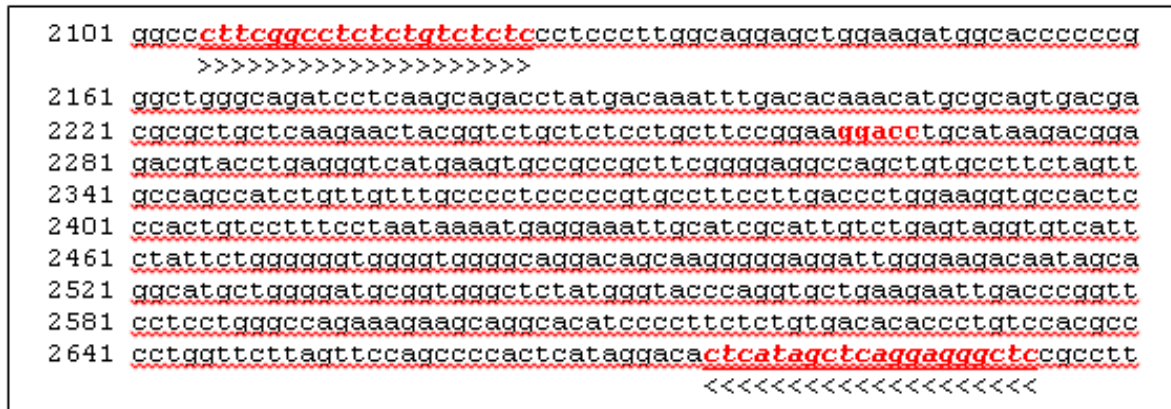 2101 ggcccttcggcctctctgtctctccctcccttggcaggagctggaagatggcaccccccg
>>>>>>>>>>>>>>>>>>>>
2161 ggctgggcagatcctcaagcagacctatgacaaatttgacacaaacatgcgcagtgacga
2221 cgcgctgctcaagaactacggtctgctctcctgcttccggaaggacctgcataagacgga
2281 gacgtacctgagggtcatgaagtgccgccgcttcggggaggccagctgtgccttctagtt
2341 gccagccatctgttgtttgcccctcccccgtgccttccttgaccctggaaggtgccactc
2401 ccactgtcctttcctaataaaatgaggaaattgcatcgcattgtctgagtaggtgtcatt
2461 ctattctggggggtggggtggggcaggacagcaagggggaggattgggaagacaatagca
2521 ggcatgctggggatgcggtgggctctatgggtacccaggtgctgaagaattgacccggtt
2581 cctcctgggccagaaagaagcaggcacatccccttctctgtgacacaccctgtccacgcc
2641 cctggttcttagttccagccccactcataggacactcatagctcaggagggctccgcctt
<<<<<<<<<<<<<<<<<<<<